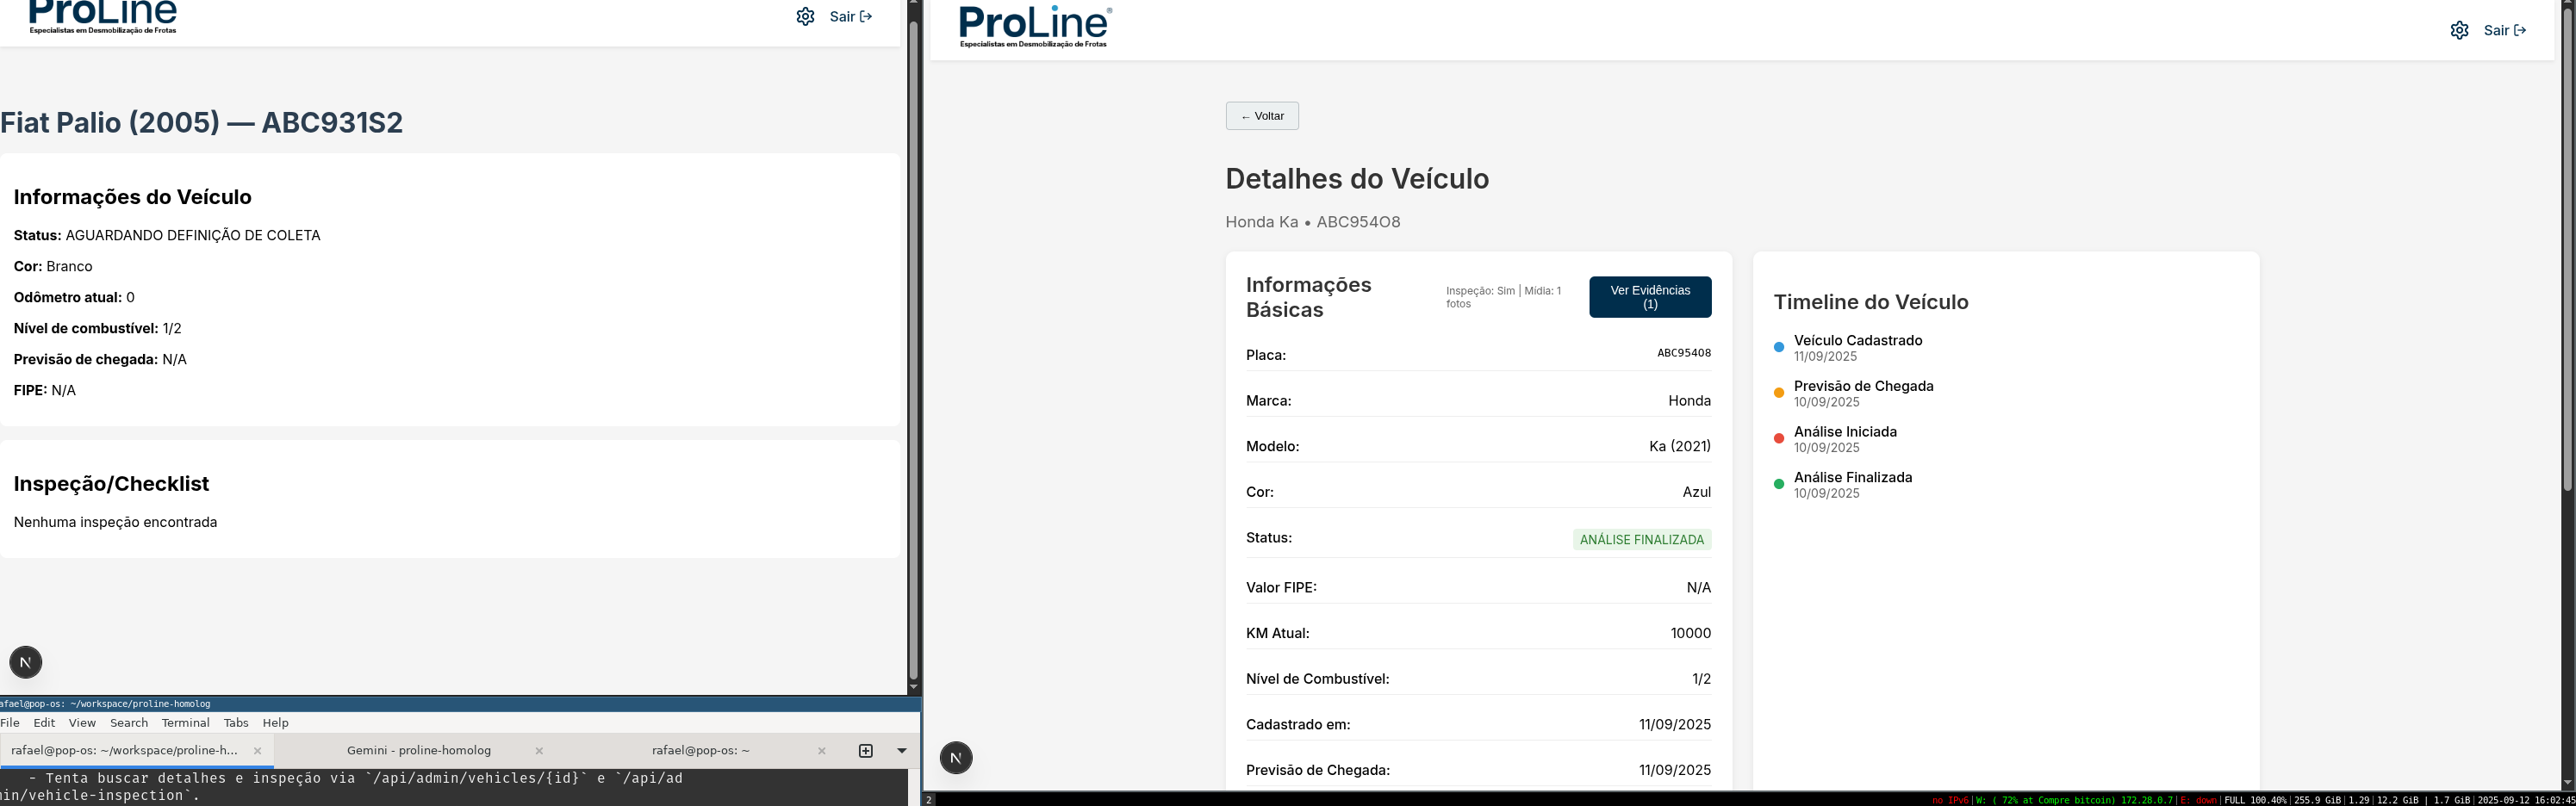 ProLine
Especialistas em Desmobilização de Frotas
Sair
Fiat Palio (2005) — ABC931S2
Informações do Veículo
Status: AGUARDANDO DEFINIÇÃO DE COLETA
Cor: Branco
Odômetro atual: 0
Nível de combustível: 1/2
Previsão de chegada: N/A
FIPE: N/A
Inspeção/Checklist
Nenhuma inspeção encontrada
N
afael@pop-os: ~/workspace/proline-homolog
File Edit View Search Terminal Tabs Help
rafael@pop-os: ~/workspace/proline-h... × Gemini - proline-homolog × rafael@pop-os: ~ ×
- Tenta buscar detalhes e inspeção via `/api/admin/vehicles/{id}` e `/api/ad
min/vehicle-inspection`.
ProLine®
Especialistas em Desmobilização de Frotas
Sair
← Voltar
Detalhes do Veículo
Honda Ka • ABC954O8
Informações
Básicas
Inspeção: Sim | Mídia: 1
fotos
Ver Evidências
(1)
Placa: ABC954O8
Marca: Honda
Modelo: Ka (2021)
Cor: Azul
Status: ANÁLISE FINALIZADA
Valor FIPE: N/A
KM Atual: 10000
Nível de Combustível: 1/2
Cadastrado em: 11/09/2025
Previsão de Chegada: 11/09/2025
Timeline do Veículo
Veículo Cadastrado
11/09/2025
Previsão de Chegada
10/09/2025
Análise Iniciada
10/09/2025
Análise Finalizada
10/09/2025
N
2
no IPv6 | W: ( 72% at Compre bitcoin) 172.28.0.7 | E: down | FULL 100.40% | 255.9 GiB | 1.29 | 12.2 GiB | 1.7 GiB | 2025-09-12 16:02:45